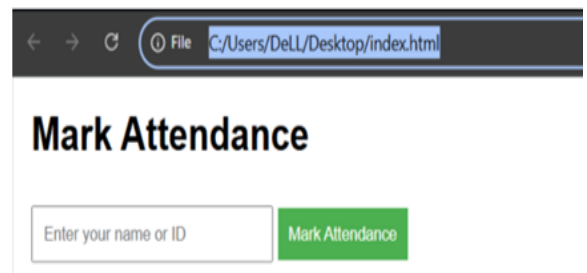 File C:/Users/DeLL/Desktop/index.html
Mark Attendance
Enter your name or ID Mark Attendance